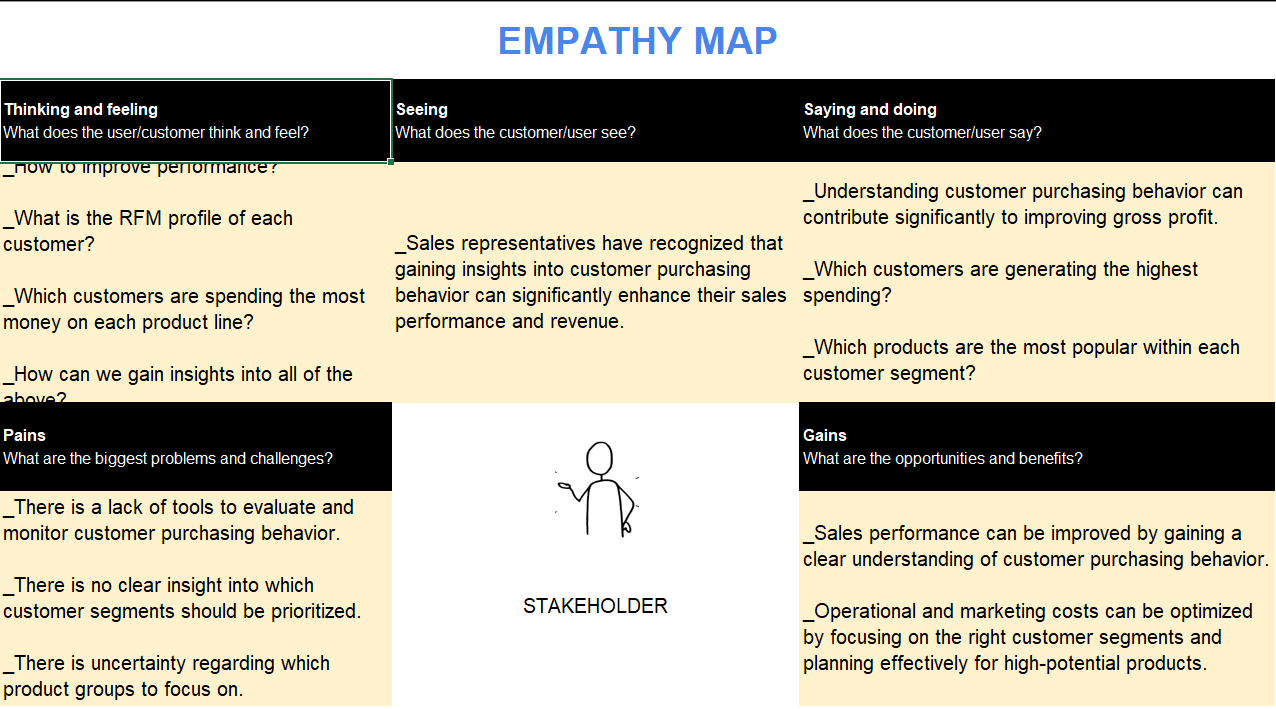 EMPATHY MAP
Thinking and feeling
What does the user/customer think and feel?
_How to improve performance?
_What is the RFM profile of each
customer?
_Which customers are spending the most
money on each product line?
_How can we gain insights into all of the
above?
Seeing
What does the customer/user see?
_Sales representatives have recognized that
gaining insights into customer purchasing
behavior can significantly enhance their sales
performance and revenue.
Saying and doing
What does the customer/user say?
_Understanding customer purchasing behavior can
contribute significantly to improving gross profit.
_Which customers are generating the highest
spending?
_Which products are the most popular within each
customer segment?
Pains
What are the biggest problems and challenges?
_There is a lack of tools to evaluate and
monitor customer purchasing behavior.
_There is no clear insight into which
customer segments should be prioritized.
_There is uncertainty regarding which
product groups to focus on.
STAKEHOLDER
Gains
What are the opportunities and benefits?
_Sales performance can be improved by gaining a
clear understanding of customer purchasing behavior.
_Operational and marketing costs can be optimized
by focusing on the right customer segments and
planning effectively for high-potential products.